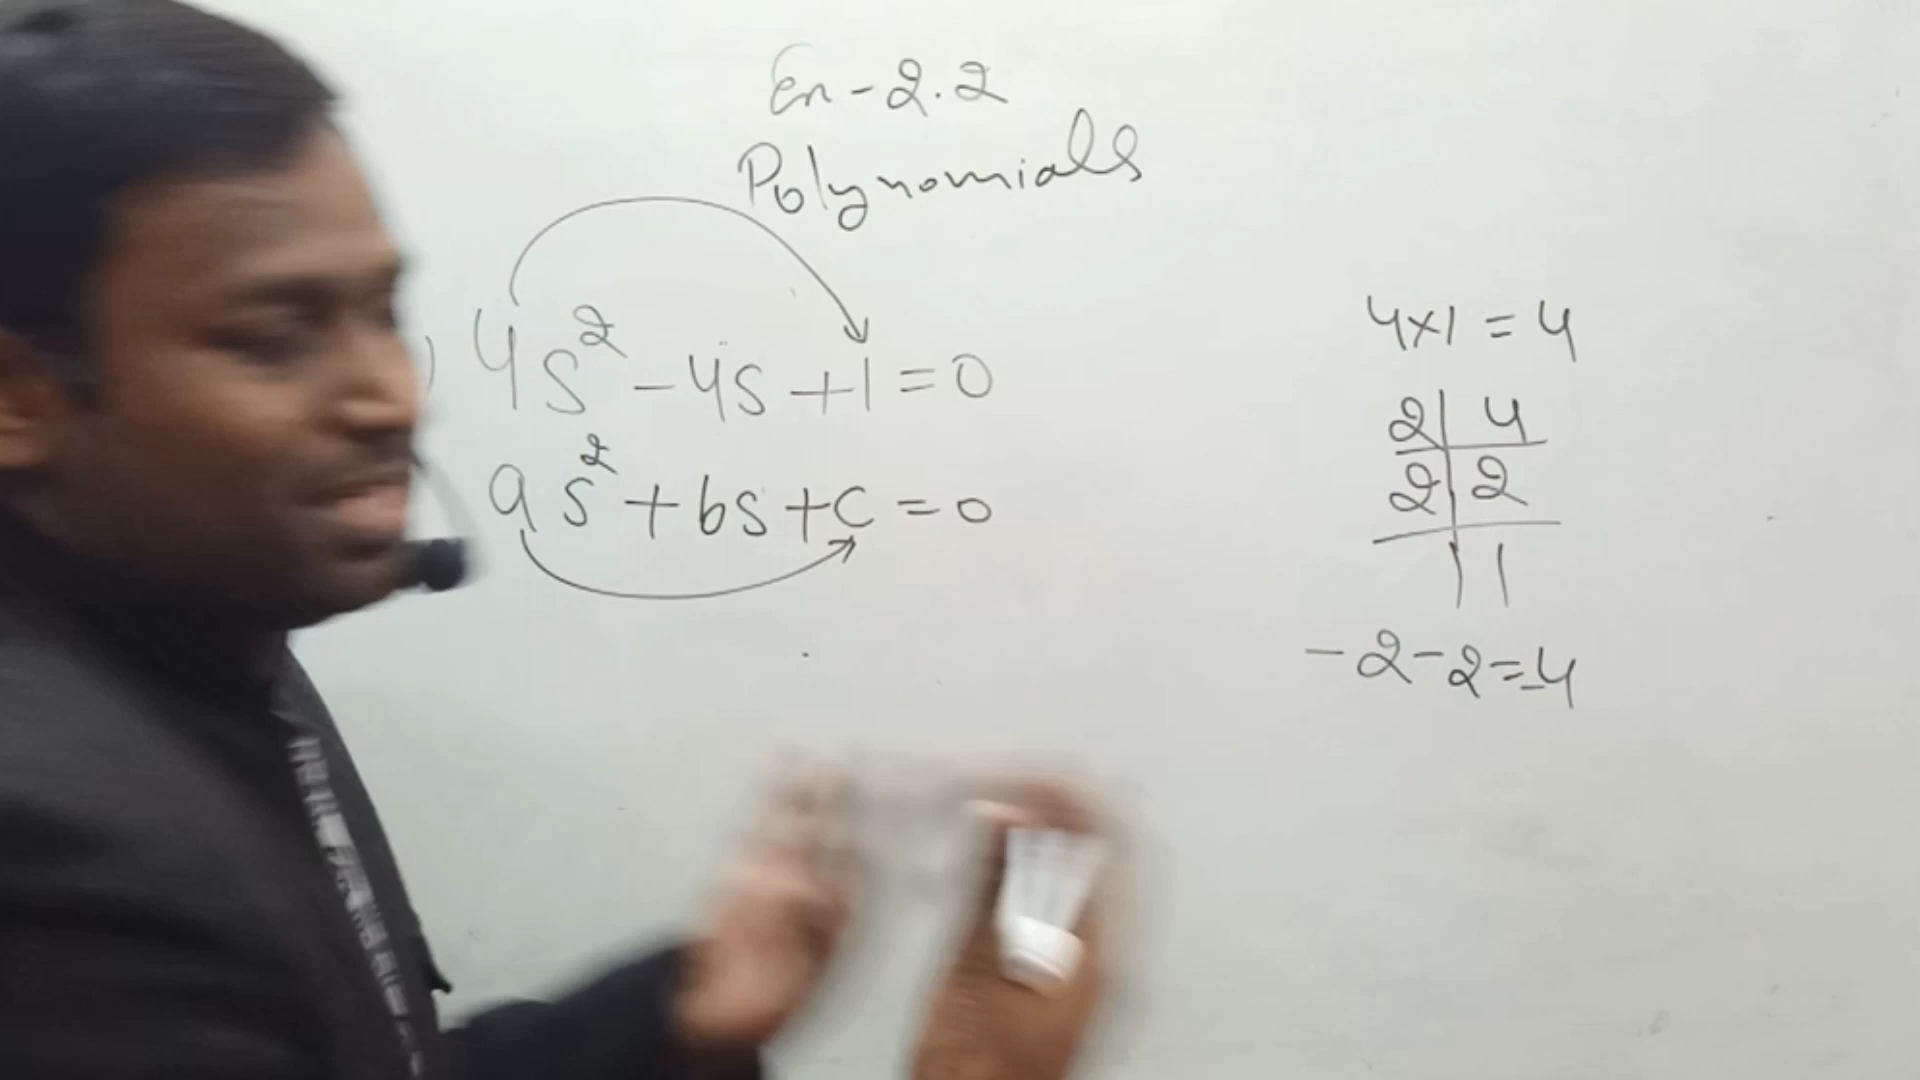 Ex-2.2
Polynomials
) 4s² - 4s + 1 = 0
as² + bs + c = 0
4×1 = 4
2 | 4
2 | 2
| 1
-2-2=-4